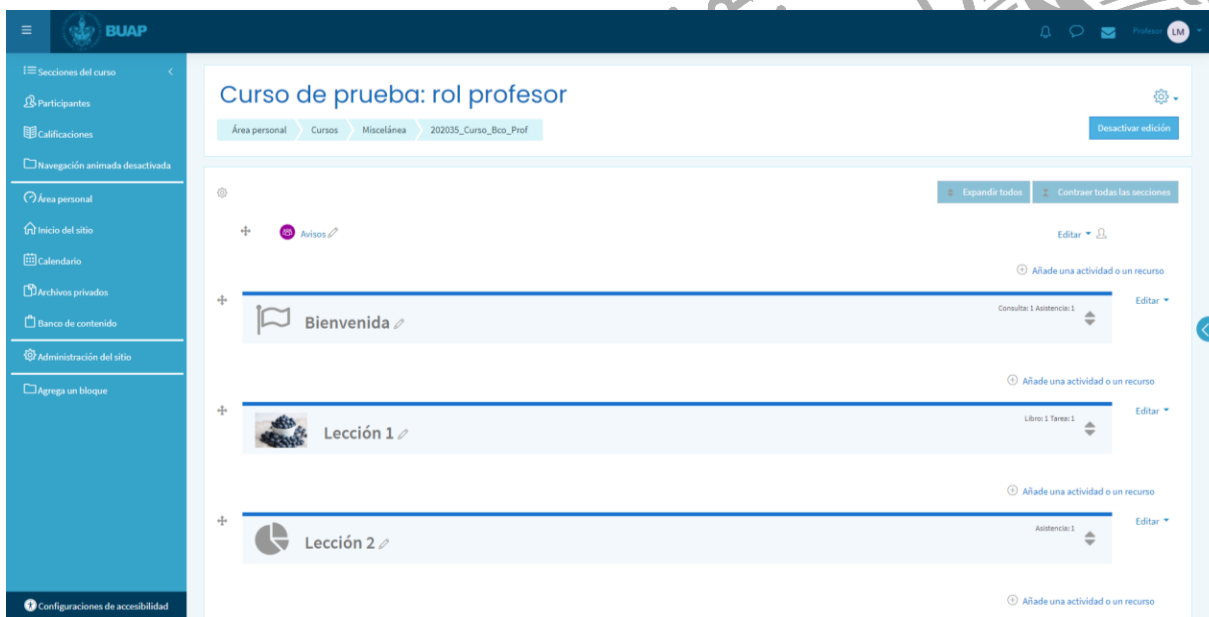 BUAP
Profesor LM
Secciones del curso
Participantes
Calificaciones
Navegación animada desactivada
Área personal
Inicio del sitio
Calendario
Archivos privados
Banco de contenido
Administración del sitio
Agrega un bloque
Configuraciones de accesibilidad
Curso de prueba: rol profesor
Área personal Cursos Miscelánea 202035_Curso_Bco_Prof
Desactivar edición
Expandir todos Contraer todas las secciones
Avisos Editar
Añade una actividad o un recurso
Bienvenida Consulta: 1 Asistencia: 1 Editar
Añade una actividad o un recurso
Lección 1 Libro: 1 Tarea: 1 Editar
Añade una actividad o un recurso
Lección 2 Asistencia: 1 Editar
Añade una actividad o un recurso